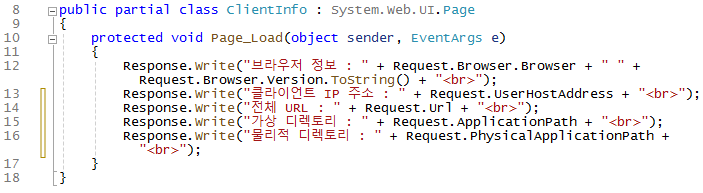 8 public partial class ClientInfo : System.Web.UI.Page
9 {
10 protected void Page_Load(object sender, EventArgs e)
11 {
12 Response.Write("브라우저 정보 : " + Request.Browser.Browser + " " +
Request.Browser.Version.ToString() + "<br>");
13 Response.Write("클라이언트 IP 주소 : " + Request.UserHostAddress + "<br>");
14 Response.Write("전체 URL : " + Request.Url + "<br>");
15 Response.Write("가상 디렉토리 : " + Request.ApplicationPath + "<br>");
16 Response.Write("물리적 디렉토리 : " + Request.PhysicalApplicationPath +
"<br>");
17 }
18 }